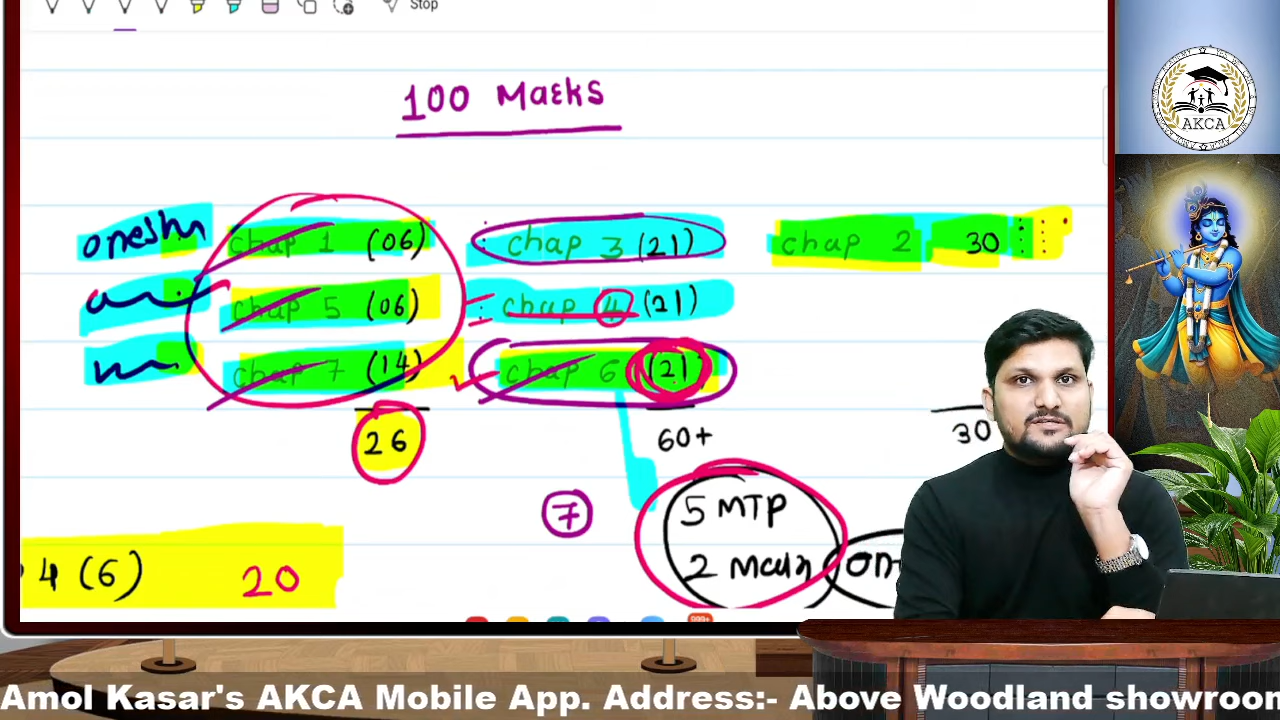 Stop
100 Marks
AKCA
chap 1 (06) chap 3 (21) chap 2 30
chap 5 (06) chap 4 (21)
chap 7 (14) chap 6 (21)
26 60+ 30
7 5 MTP
2 Main
4 (6) 20
999+
Amol Kasar's AKCA Mobile App. Address:- Above Woodland showroom